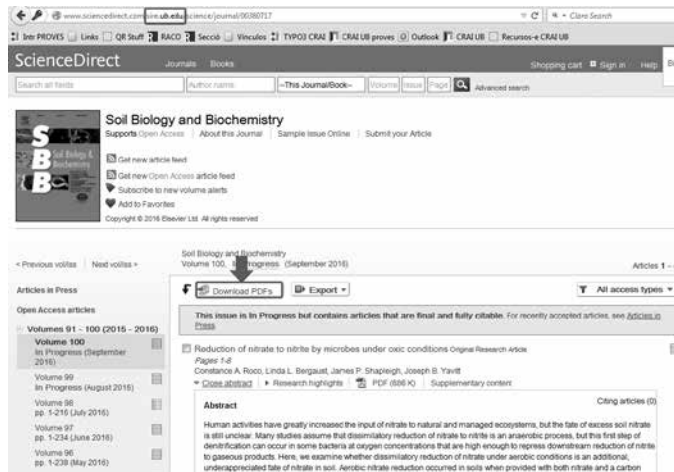 www.sciencedirect.com.sire.ub.edu/science/journal/00380717
Claro Search
Intr PROVES Links QR Stuff RACO Secció Vinculos TYPO3 CRAI CRAI UB proves Outlook CRAI UB Recursos-e CRAI UB
ScienceDirect Journals Books Shopping cart Sign in Help
Search all fields Author name --This Journal/Book-- Volume Issue Page Advanced search
Soil Biology and Biochemistry
Supports Open Access About this Journal Sample Issue Online Submit your Article
SBB
Soil Biology & Biochemistry
Get new article feed
Get new Open Access article feed
Subscribe to new volume alerts
Add to Favorites
Copyright © 2016 Elsevier Ltd. All rights reserved
< Previous vol/iss Next vol/iss >
Soil Biology and Biochemistry
Volume 100, In Progress (September 2016)
Articles 1 -
Articles in Press
Download PDFs Export All access types
Open Access articles
This issue is In Progress but contains articles that are final and fully citable. For recently accepted articles, see Articles in Press.
Volumes 91 - 100 (2015 - 2016)
Volume 100
In Progress (September 2016)
Volume 99
In Progress (August 2016)
Volume 98
pp. 1-216 (July 2016)
Volume 97
pp. 1-234 (June 2016)
Volume 96
pp. 1-238 (May 2016)
Reduction of nitrate to nitrite by microbes under oxic conditions Original Research Article
Pages 1-8
Constance A. Roco, Linda L. Bergaust, James P. Shapleigh, Joseph B. Yavitt
Close abstract Research highlights PDF (686 K) Supplementary content
Abstract Citing articles (0)
Human activities have greatly increased the input of nitrate to natural and managed ecosystems, but the fate of excess soil nitrate
is still unclear. Many studies assume that dissimilatory reduction of nitrate to nitrite is an anaerobic process, but this first step of
denitrification can occur in some bacteria at oxygen concentrations that are high enough to repress downstream reduction of nitrite
to gaseous products. Here, we examine whether dissimilatory reduction of nitrate under aerobic conditions is an additional,
underappreciated fate of nitrate in soil. Aerobic nitrate reduction occurred in soils when provided with both nitrate and a carbon